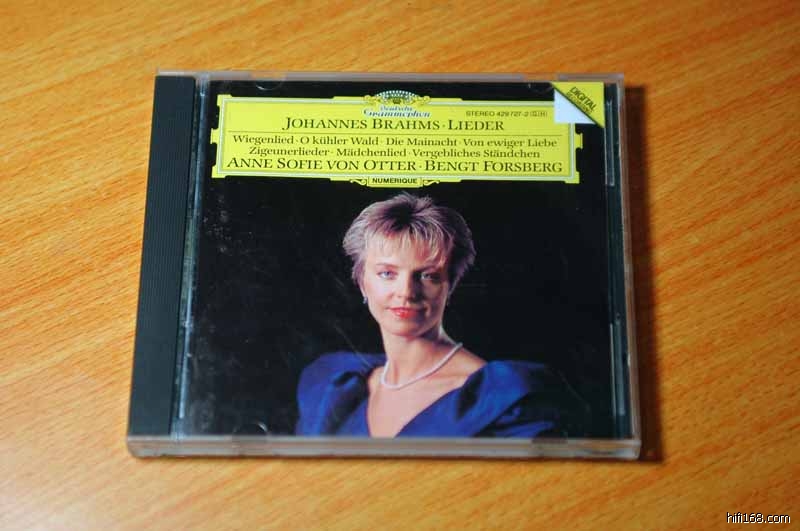 Deutsche
Grammophon
STEREO 429 727-2 GH
DIGITAL
JOHANNES BRAHMS · LIEDER
Wiegenlied · O kühler Wald · Die Mainacht · Von ewiger Liebe
Zigeunerlieder · Mädchenlied · Vergebliches Ständchen
ANNE SOFIE VON OTTER · BENGT FORSBERG
NUMERIQUE
hifi168.com